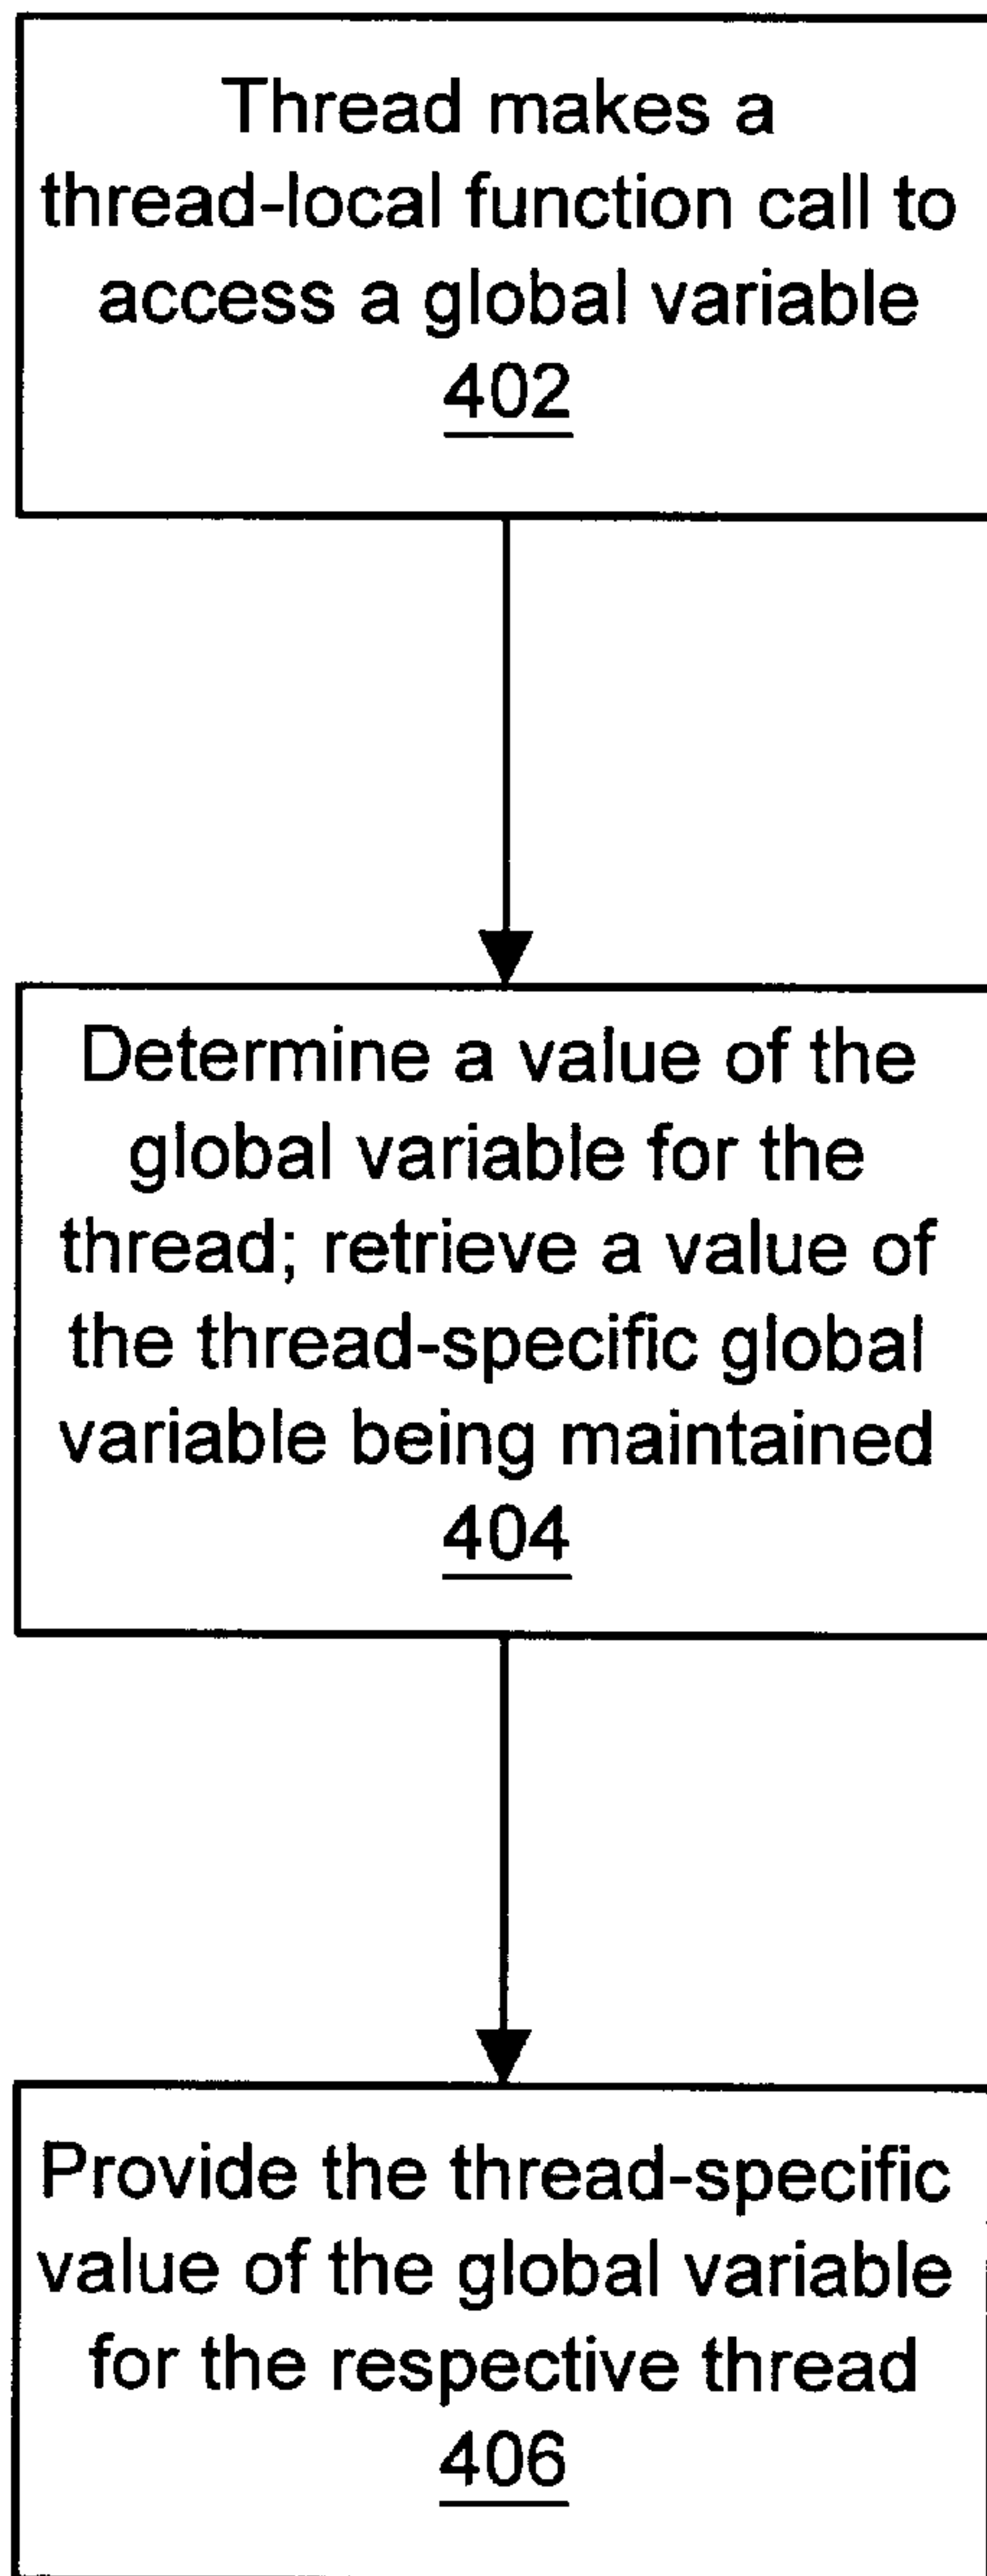 Thread makes a
thread-local function call to
access a global variable
402
Determine a value of the
global variable for the
thread; retrieve a value of
the thread-specific global
variable being maintained
404
Provide the thread-specific
value of the global variable
for the respective thread
406